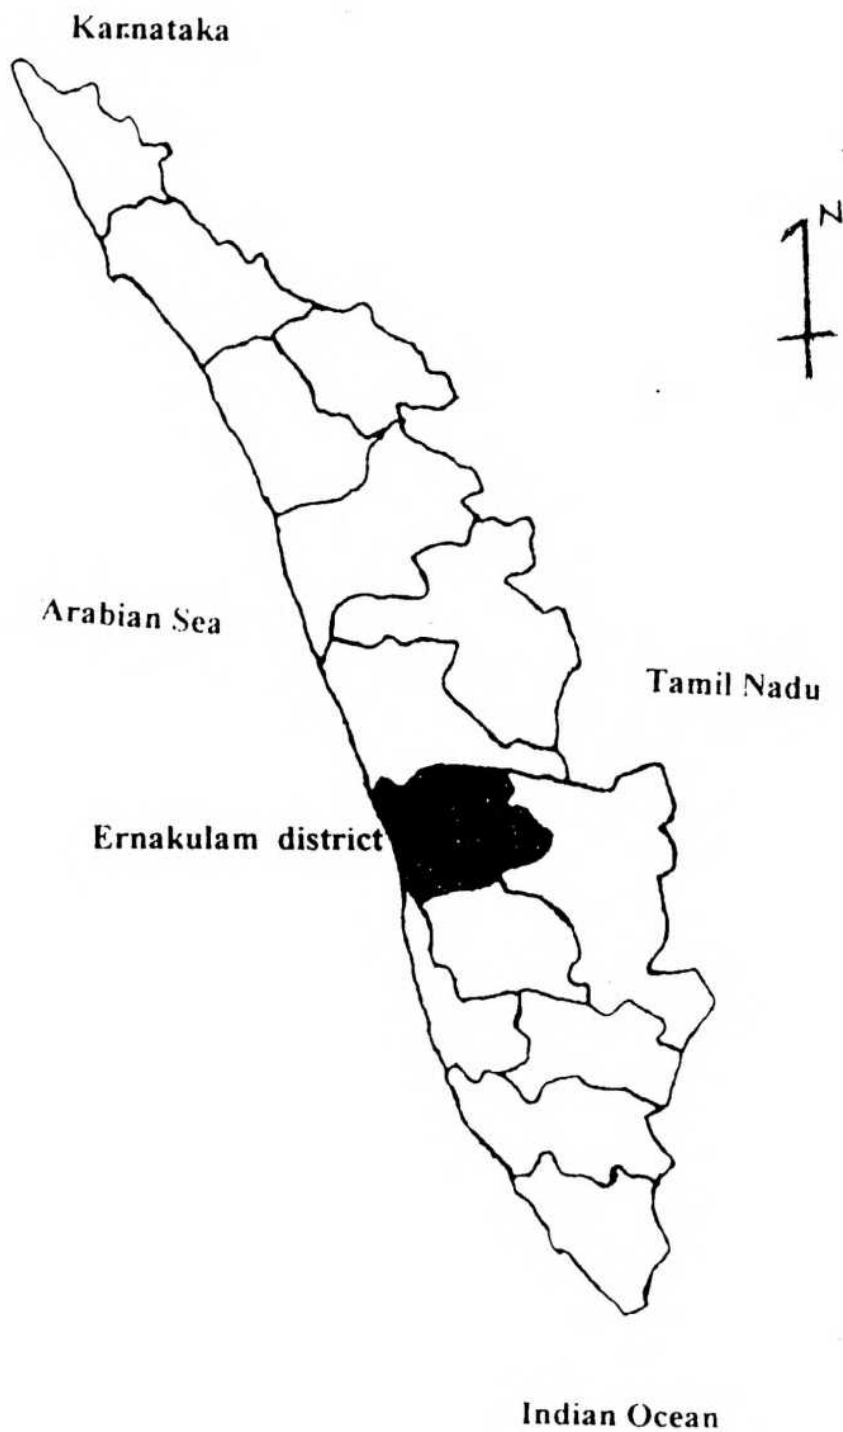 Karnataka
N
Arabian Sea
Tamil Nadu
Ernakulam district
Indian Ocean